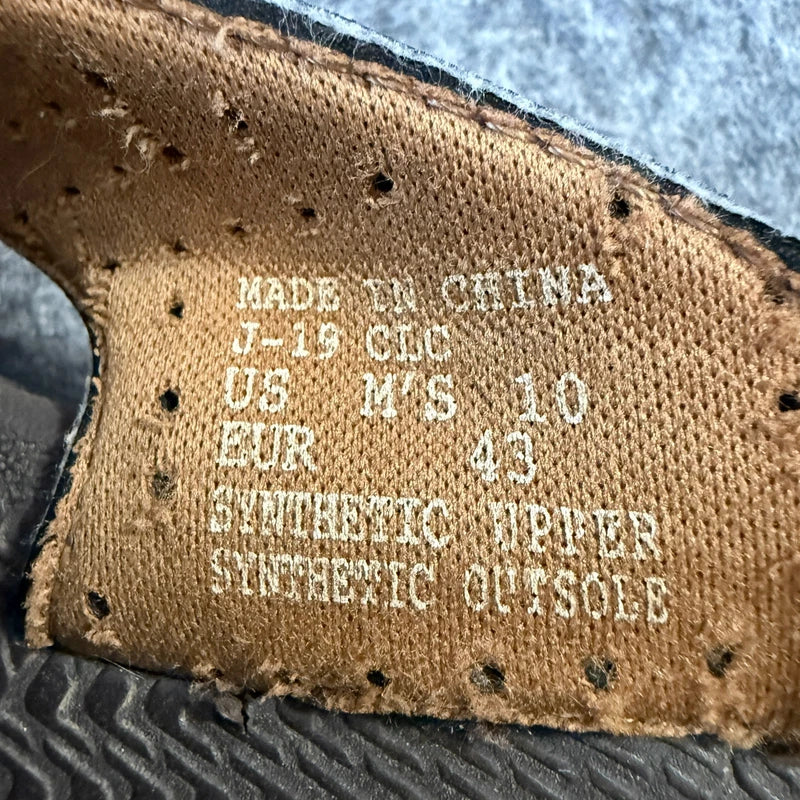 MADE IN CHINA
J-19 CLC
US M'S 10
EUR 43
SYNTHETIC UPPER
SYNTHETIC OUTSOLE